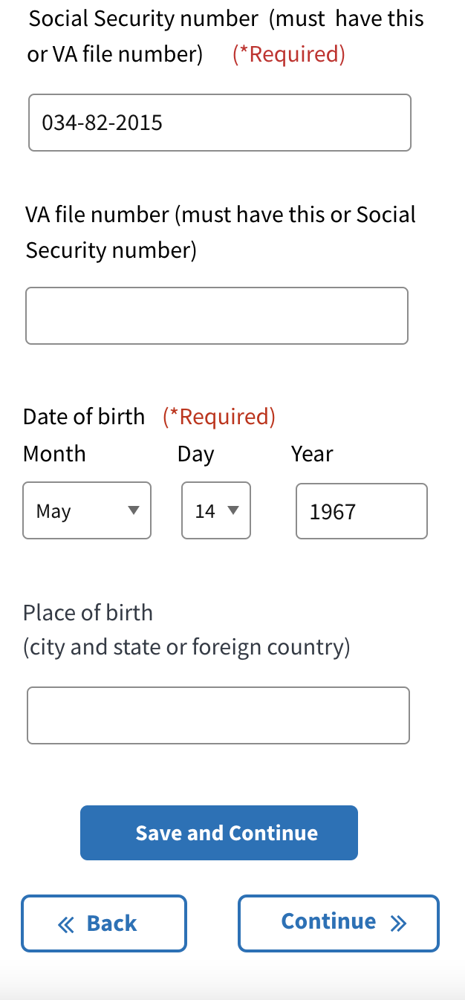 Social Security number (must have this
or VA file number) (*Required)
034-82-2015
VA file number (must have this or Social
Security number)
Date of birth (*Required)
Month Day Year
May 14 1967
Place of birth
(city and state or foreign country)
Save and Continue
Back Continue